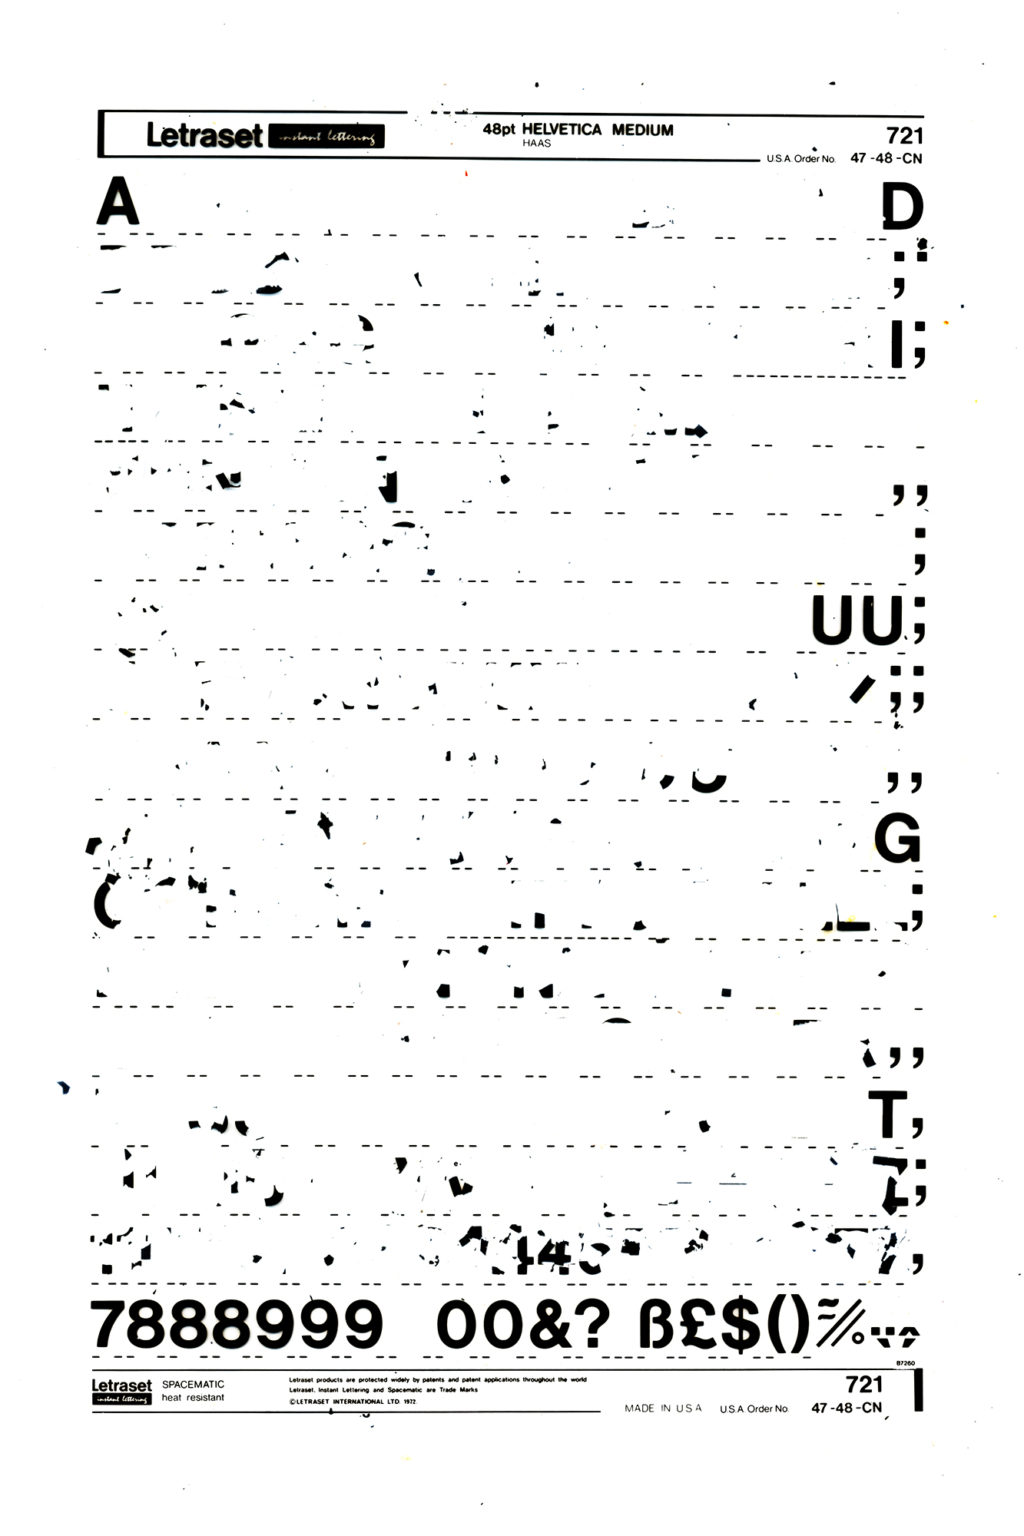 Letraset instant lettering 48pt HELVETICA MEDIUM 721
HAAS
U.S.A. Order No. 47-48-CN
A D
; :
I ;
, ,
;
U U ;
; ;
, ,
G
( ;
, ,
T ,
;
4 ,
7888999 00&? ß£$()
B7260
Letraset SPACEMATIC
instant lettering heat resistant
Letraset products are protected widely by patents and patent applications throughout the world
Letraset, Instant Lettering and Spacematic are Trade Marks
©LETRASET INTERNATIONAL LTD. 1972.
721
MADE IN U S A U.S.A. Order No. 47-48-CN